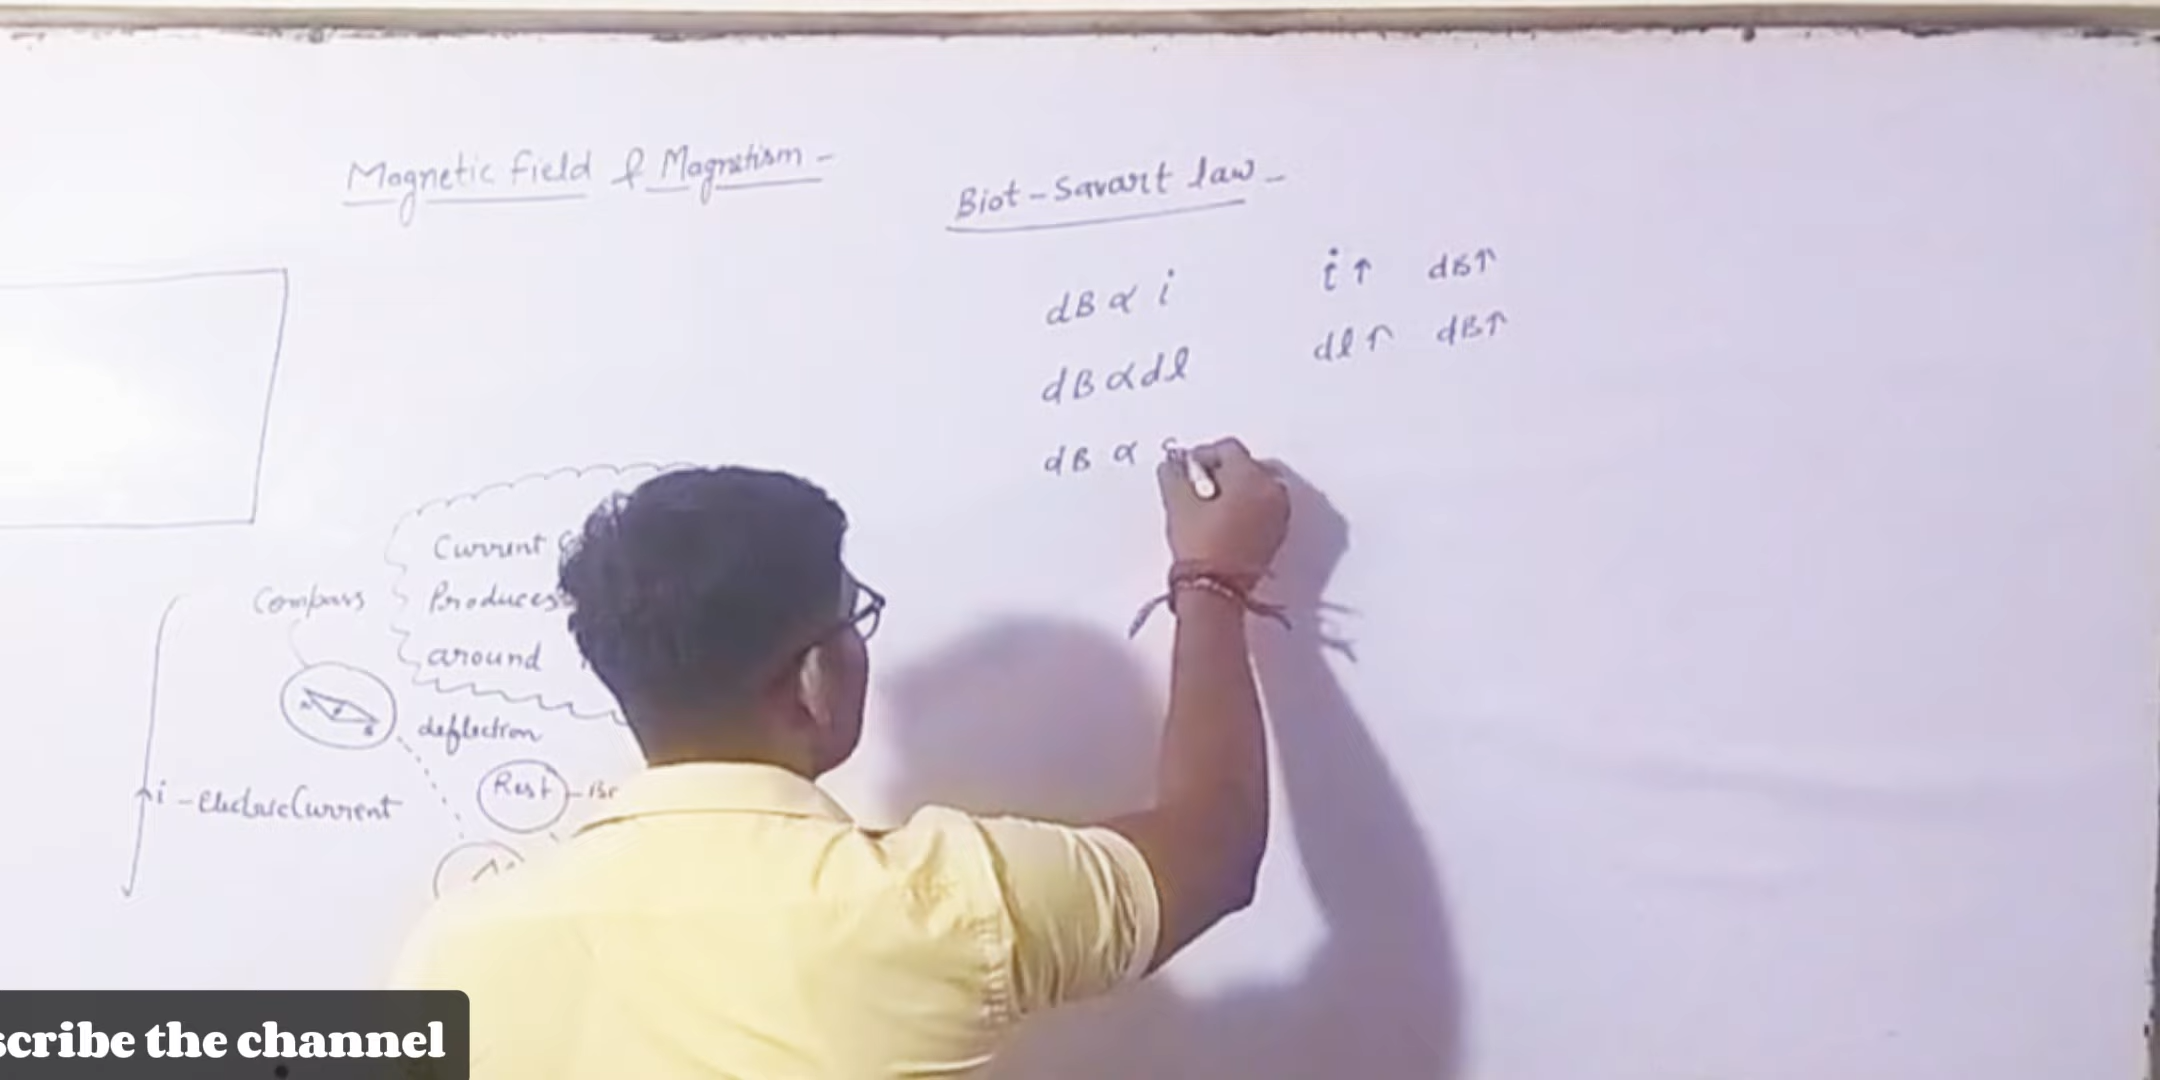 Magnetic field & Magnetism -
Biot - Savart law -
dB ∝ i
i↑ dB↑
dB ∝ dl
dl↑ dB↑
dB ∝
Current
Produces
around
Compass
N
S
deflection
Rest
i - Electric Current
scribe the channel